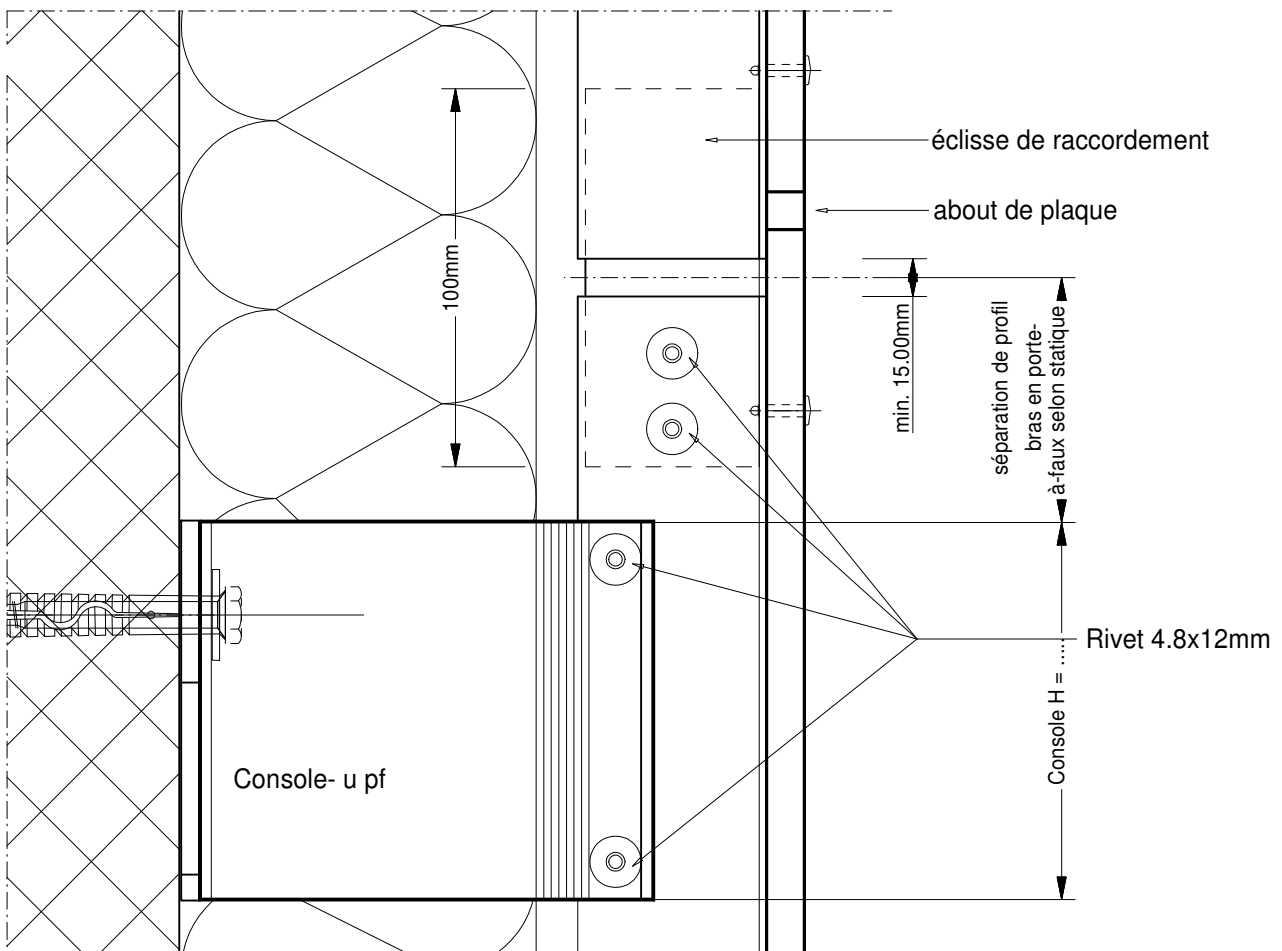 éclisse de raccordement
about de plaque
100mm
min. 15.00mm
séparation de profil
bras en porte-
à-faux selon statique
Rivet 4.8x12mm
Console H = .....
Console- u pf